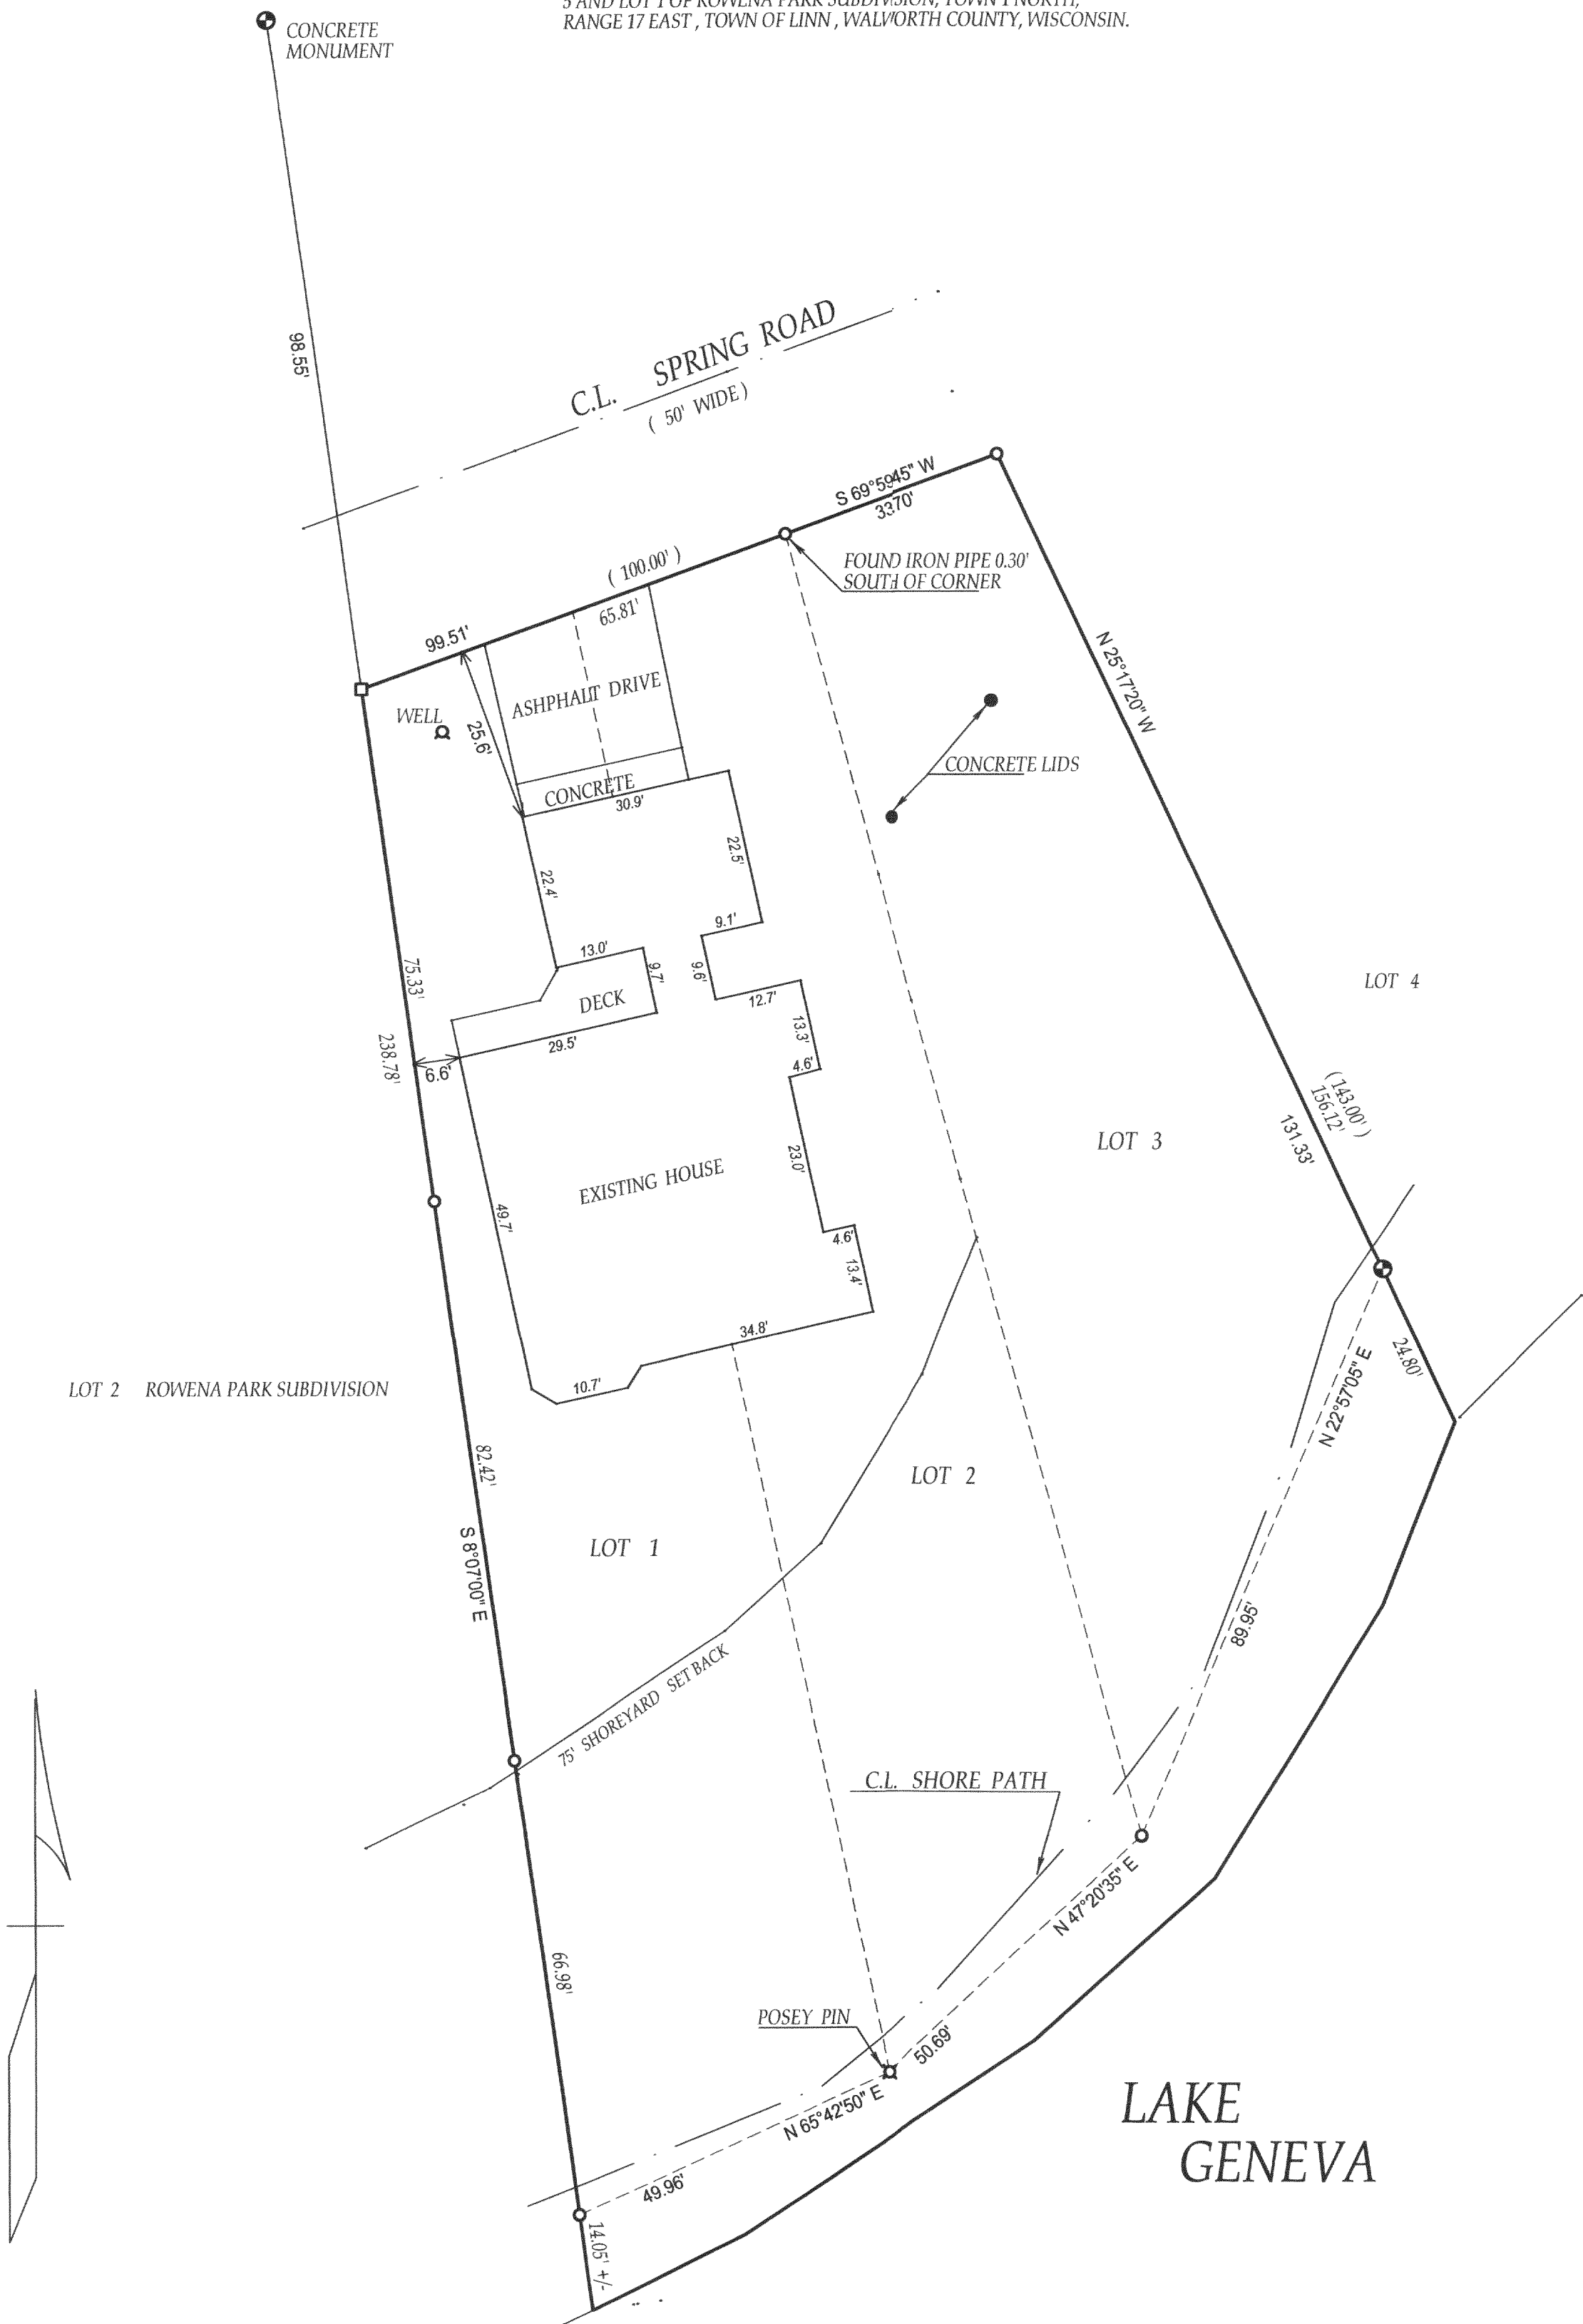 RANGE 17 EAST , TOWN OF LINN , WALWORTH COUNTY, WISCONSIN.
CONCRETE
MONUMENT
98.55'
C.L. SPRING ROAD
( 50' WIDE )
S 69°59'45" W
33.70'
( 100.00' )
65.81'
99.51'
FOUND IRON PIPE 0.30'
SOUTH OF CORNER
N 25°17'20" W
WELL
25.6'
ASHPHALT DRIVE
CONCRETE
30.9'
CONCRETE LIDS
22.4'
22.5'
9.1'
13.0'
9.7'
9.6'
12.7'
DECK
29.5'
13.3'
4.6'
75.33'
238.78'
6.6'
LOT 4
LOT 3
( 143.00' )
156.12'
131.33'
23.0'
EXISTING HOUSE
49.7'
4.6'
13.4'
34.8'
10.7'
24.80'
N 22°57'05" E
LOT 2 ROWENA PARK SUBDIVISION
82.42'
S 8°07'00" E
LOT 2
LOT 1
75' SHOREYARD SET BACK
89.95'
C.L. SHORE PATH
N 47°20'35" E
66.98'
POSEY PIN
50.69'
N 65°42'50" E
49.96'
14.05' +/-
LAKE
GENEVA